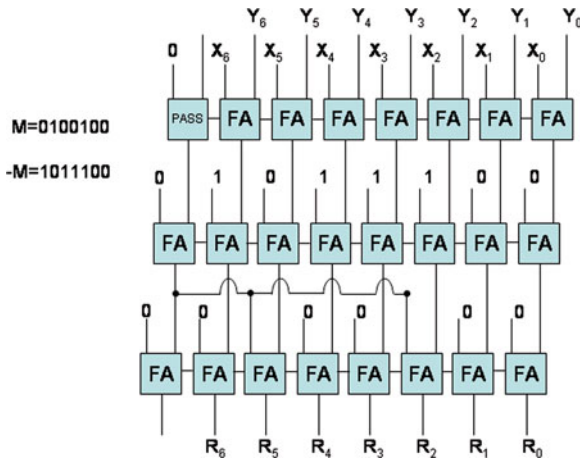 Y₆ Y₅ Y₄ Y₃ Y₂ Y₁ Y₀
0 X₆ X₅ X₄ X₃ X₂ X₁ X₀
PASS FA FA FA FA FA FA FA
M=0100100
-M=1011100
0 1 0 1 1 1 0 0
FA FA FA FA FA FA FA FA
0 0 0 0 0 0
FA FA FA FA FA FA FA FA
R₆ R₅ R₄ R₃ R₂ R₁ R₀